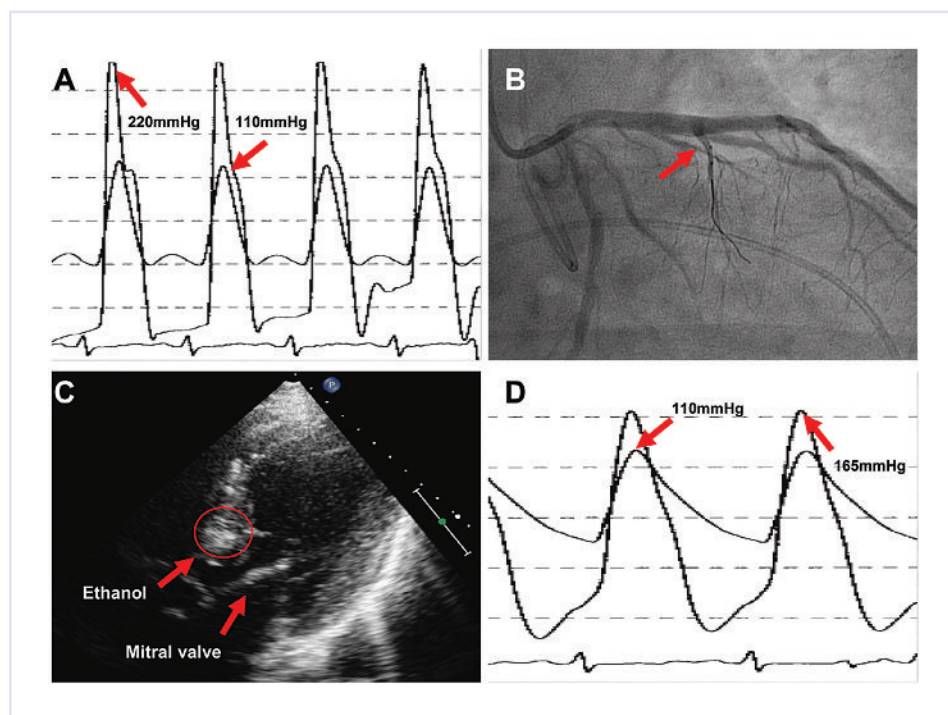 A
220mmHg
110mmHg
B
C
P
Ethanol
Mitral valve
D
110mmHg
165mmHg